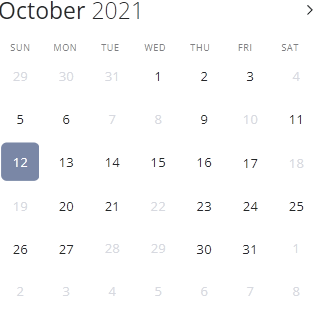 October 2021
SUN MON TUE WED THU FRI SAT
29 30 31 1 2 3 4
5 6 7 8 9 10 11
12 13 14 15 16 17 18
19 20 21 22 23 24 25
26 27 28 29 30 31 1
2 3 4 5 6 7 8